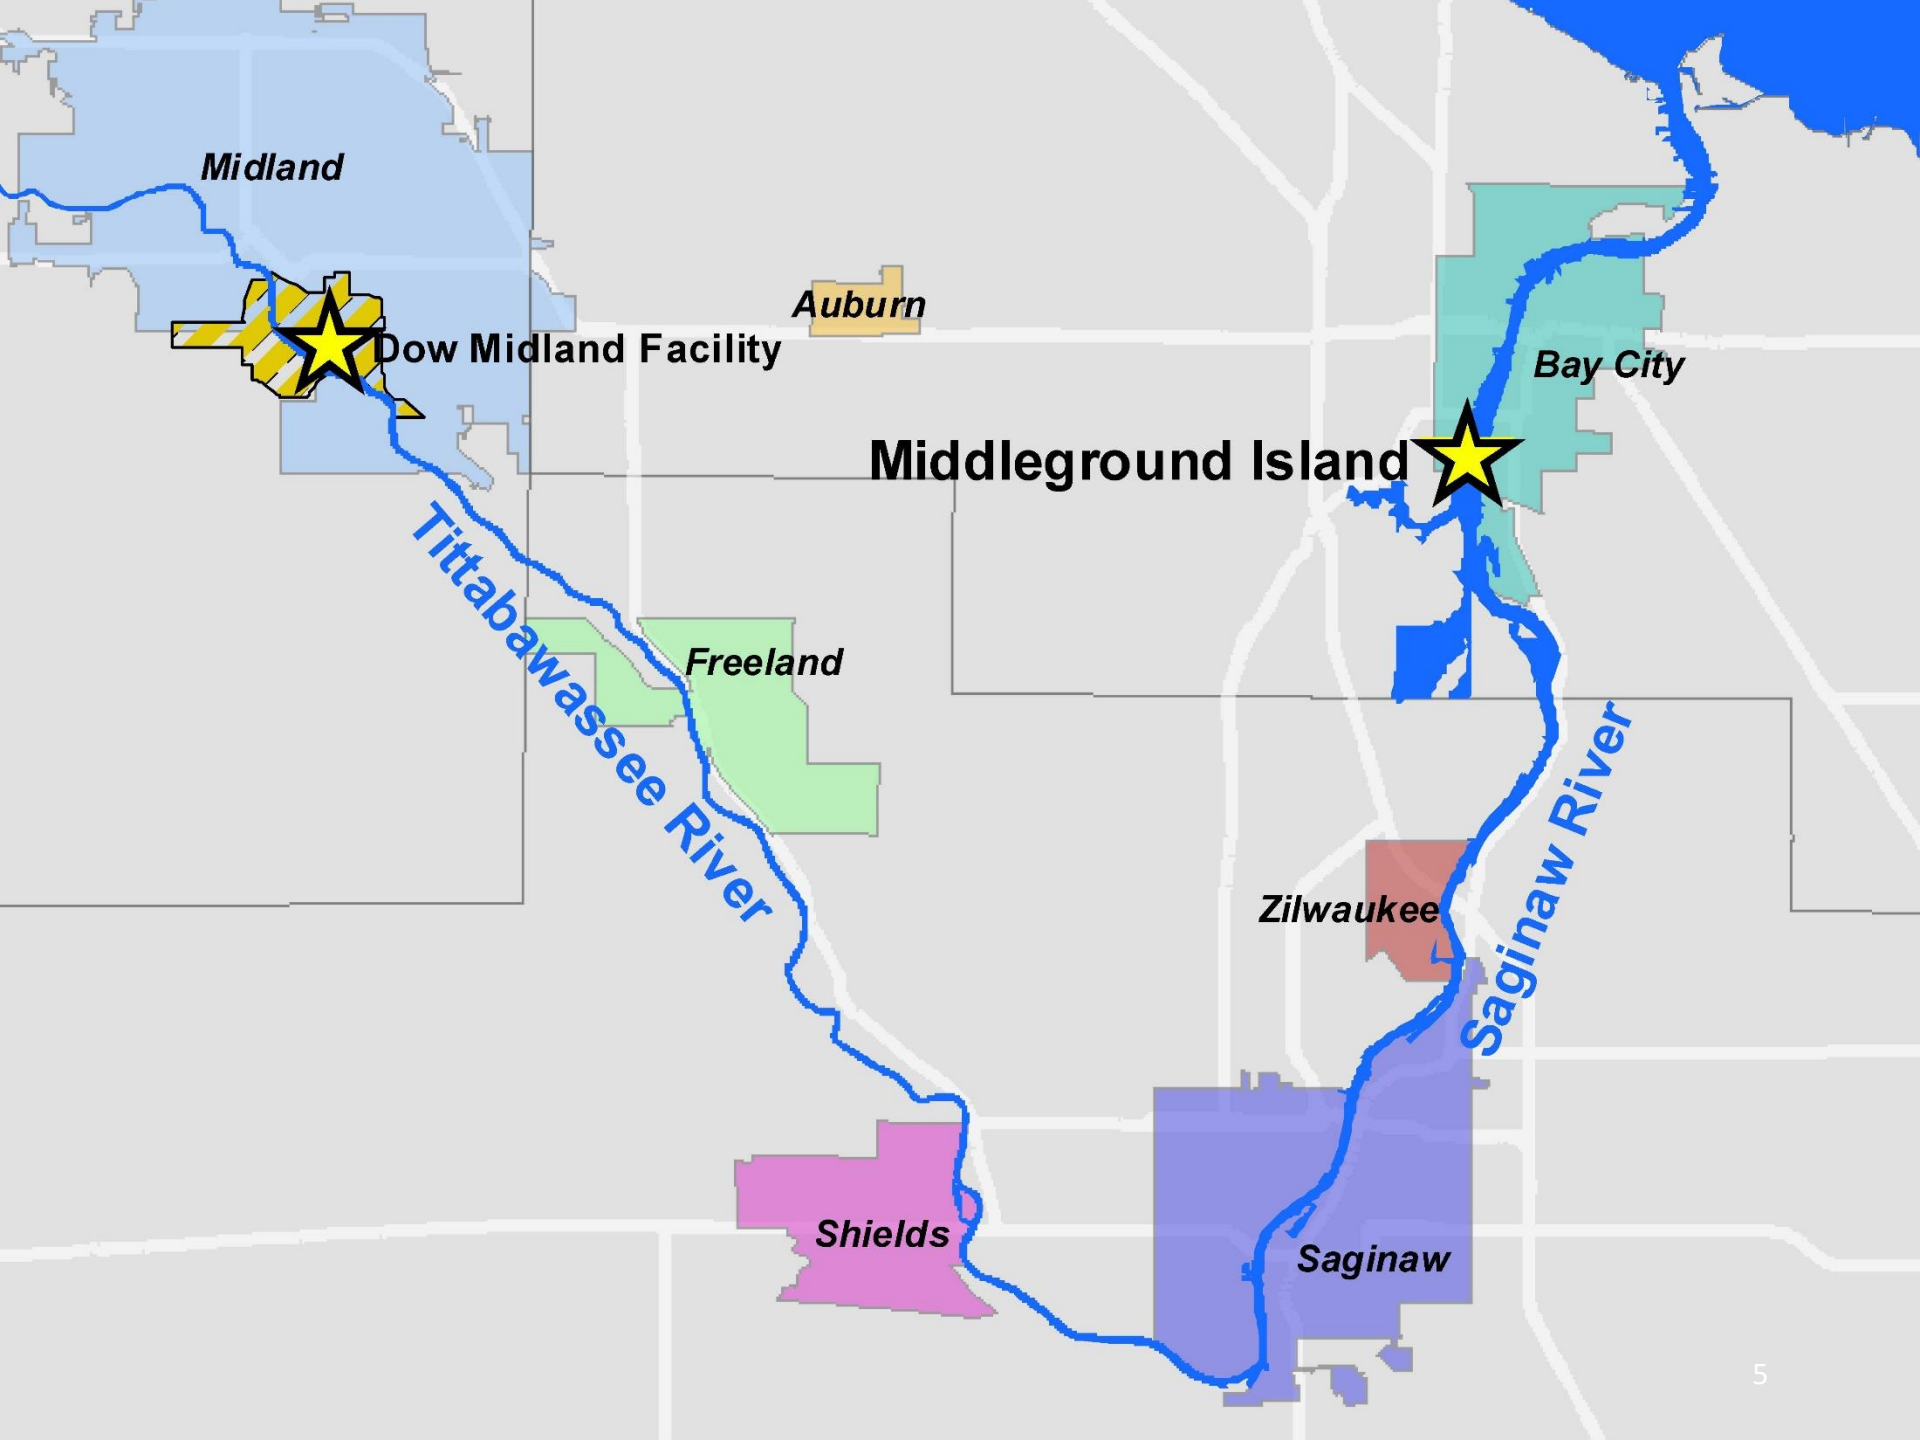 Midland
Auburn
Dow Midland Facility
Bay City
Middleground Island
Tittabawassee River
Freeland
Saginaw River
Zilwaukee
Shields
Saginaw
5